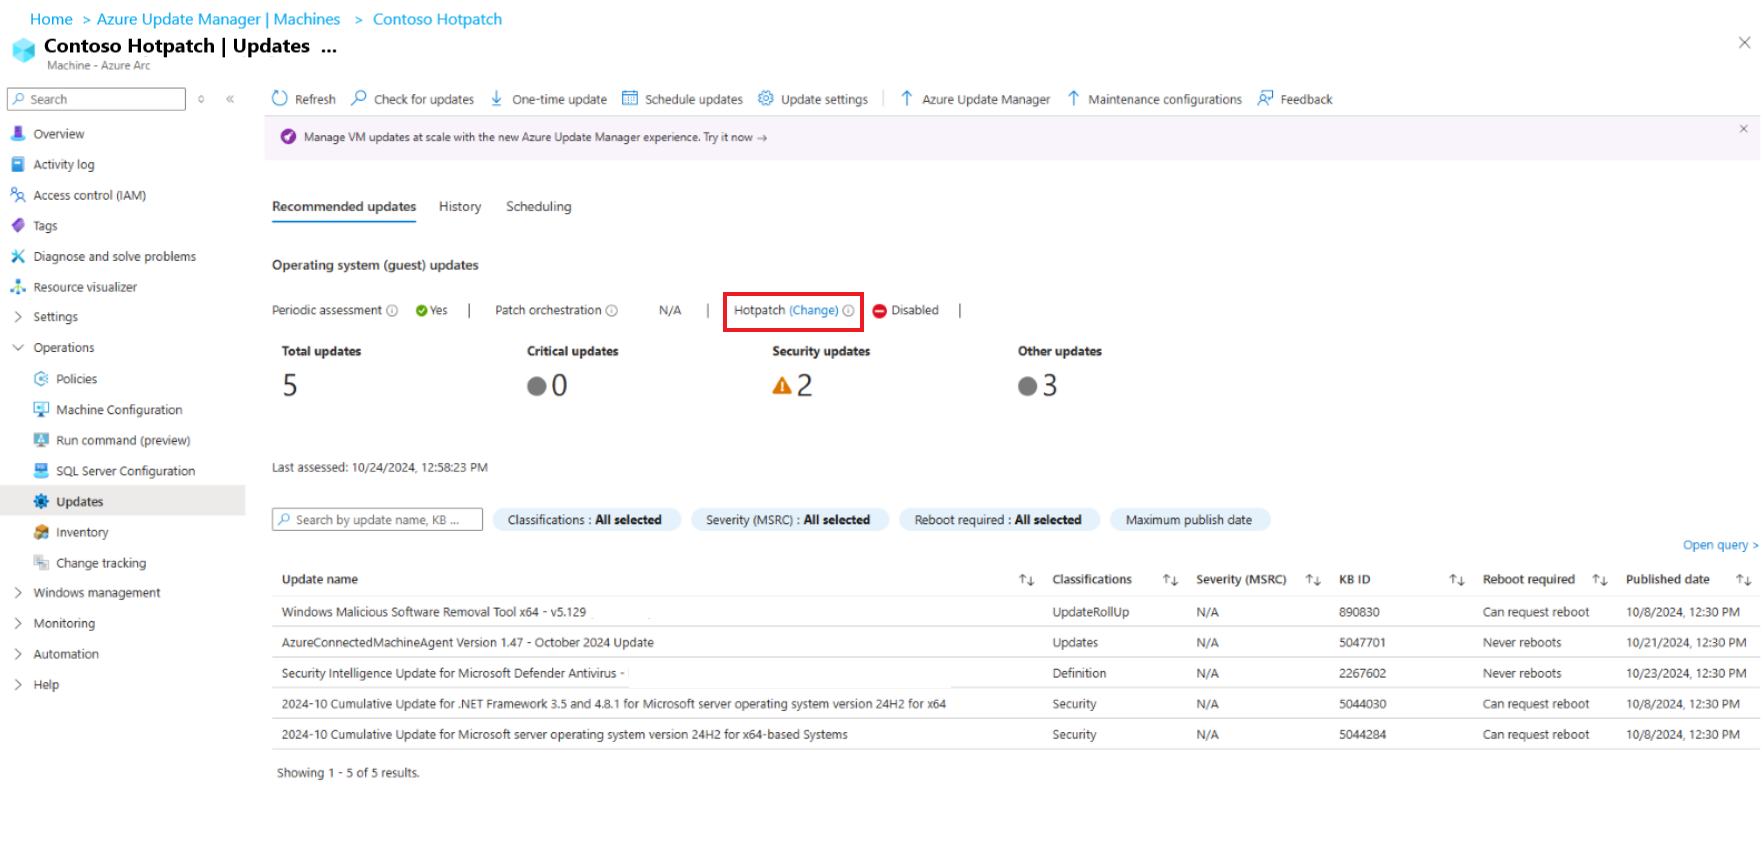 Home > Azure Update Manager | Machines > Contoso Hotpatch
Contoso Hotpatch | Updates ...
Machine - Azure Arc
Search
Refresh Check for updates One-time update Schedule updates Update settings Azure Update Manager Maintenance configurations Feedback
Manage VM updates at scale with the new Azure Update Manager experience. Try it now →
Overview
Activity log
Access control (IAM)
Tags
Diagnose and solve problems
Resource visualizer
Settings
Operations
Policies
Machine Configuration
Run command (preview)
SQL Server Configuration
Updates
Inventory
Change tracking
Windows management
Monitoring
Automation
Help
Recommended updates History Scheduling
Operating system (guest) updates
Periodic assessment Yes | Patch orchestration N/A | Hotpatch (Change) Disabled |
Total updates Critical updates Security updates Other updates
5 0 2 3
Last assessed: 10/24/2024, 12:58:23 PM
Search by update name, KB ... Classifications : All selected Severity (MSRC) : All selected Reboot required : All selected Maximum publish date
Open query >
Update name Classifications Severity (MSRC) KB ID Reboot required Published date
Windows Malicious Software Removal Tool x64 - v5.129 UpdateRollUp N/A 890830 Can request reboot 10/8/2024, 12:30 PM
AzureConnectedMachineAgent Version 1.47 - October 2024 Update Updates N/A 5047701 Never reboots 10/21/2024, 12:30 PM
Security Intelligence Update for Microsoft Defender Antivirus - Definition N/A 2267602 Never reboots 10/23/2024, 12:30 PM
2024-10 Cumulative Update for .NET Framework 3.5 and 4.8.1 for Microsoft server operating system version 24H2 for x64 Security N/A 5044030 Can request reboot 10/8/2024, 12:30 PM
2024-10 Cumulative Update for Microsoft server operating system version 24H2 for x64-based Systems Security N/A 5044284 Can request reboot 10/8/2024, 12:30 PM
Showing 1 - 5 of 5 results.